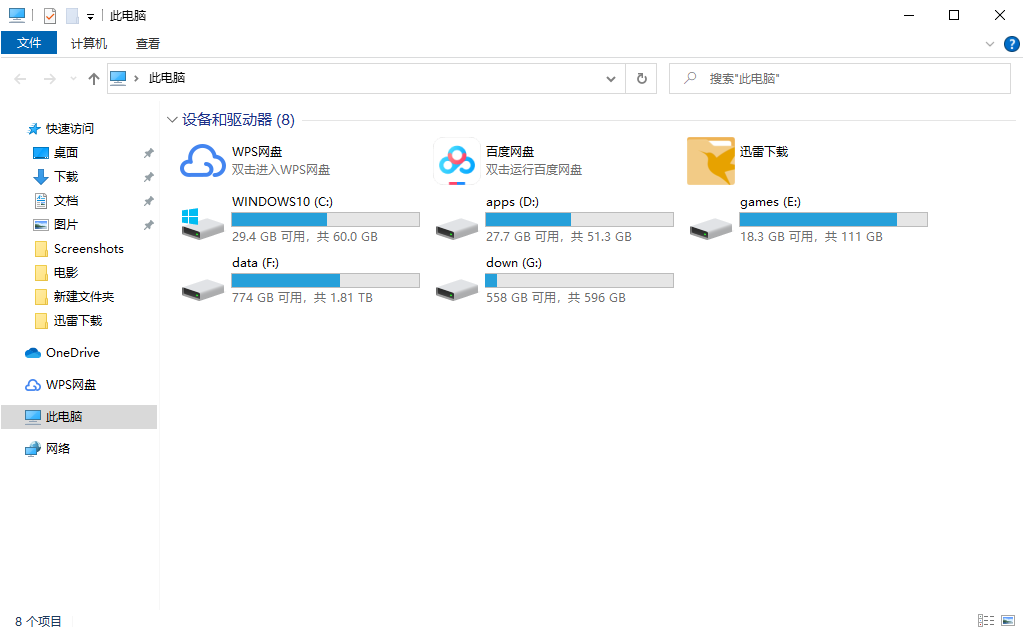 此电脑
文件 计算机 查看
此电脑 搜索"此电脑"
快速访问
桌面
下载
文档
图片
Screenshots
电影
新建文件夹
迅雷下载
OneDrive
WPS网盘
此电脑
网络
设备和驱动器 (8)
WPS网盘
双击进入WPS网盘
百度网盘
双击运行百度网盘
迅雷下载
WINDOWS10 (C:)
29.4 GB 可用，共 60.0 GB
apps (D:)
27.7 GB 可用，共 51.3 GB
games (E:)
18.3 GB 可用，共 111 GB
data (F:)
774 GB 可用，共 1.81 TB
down (G:)
558 GB 可用，共 596 GB
8 个项目